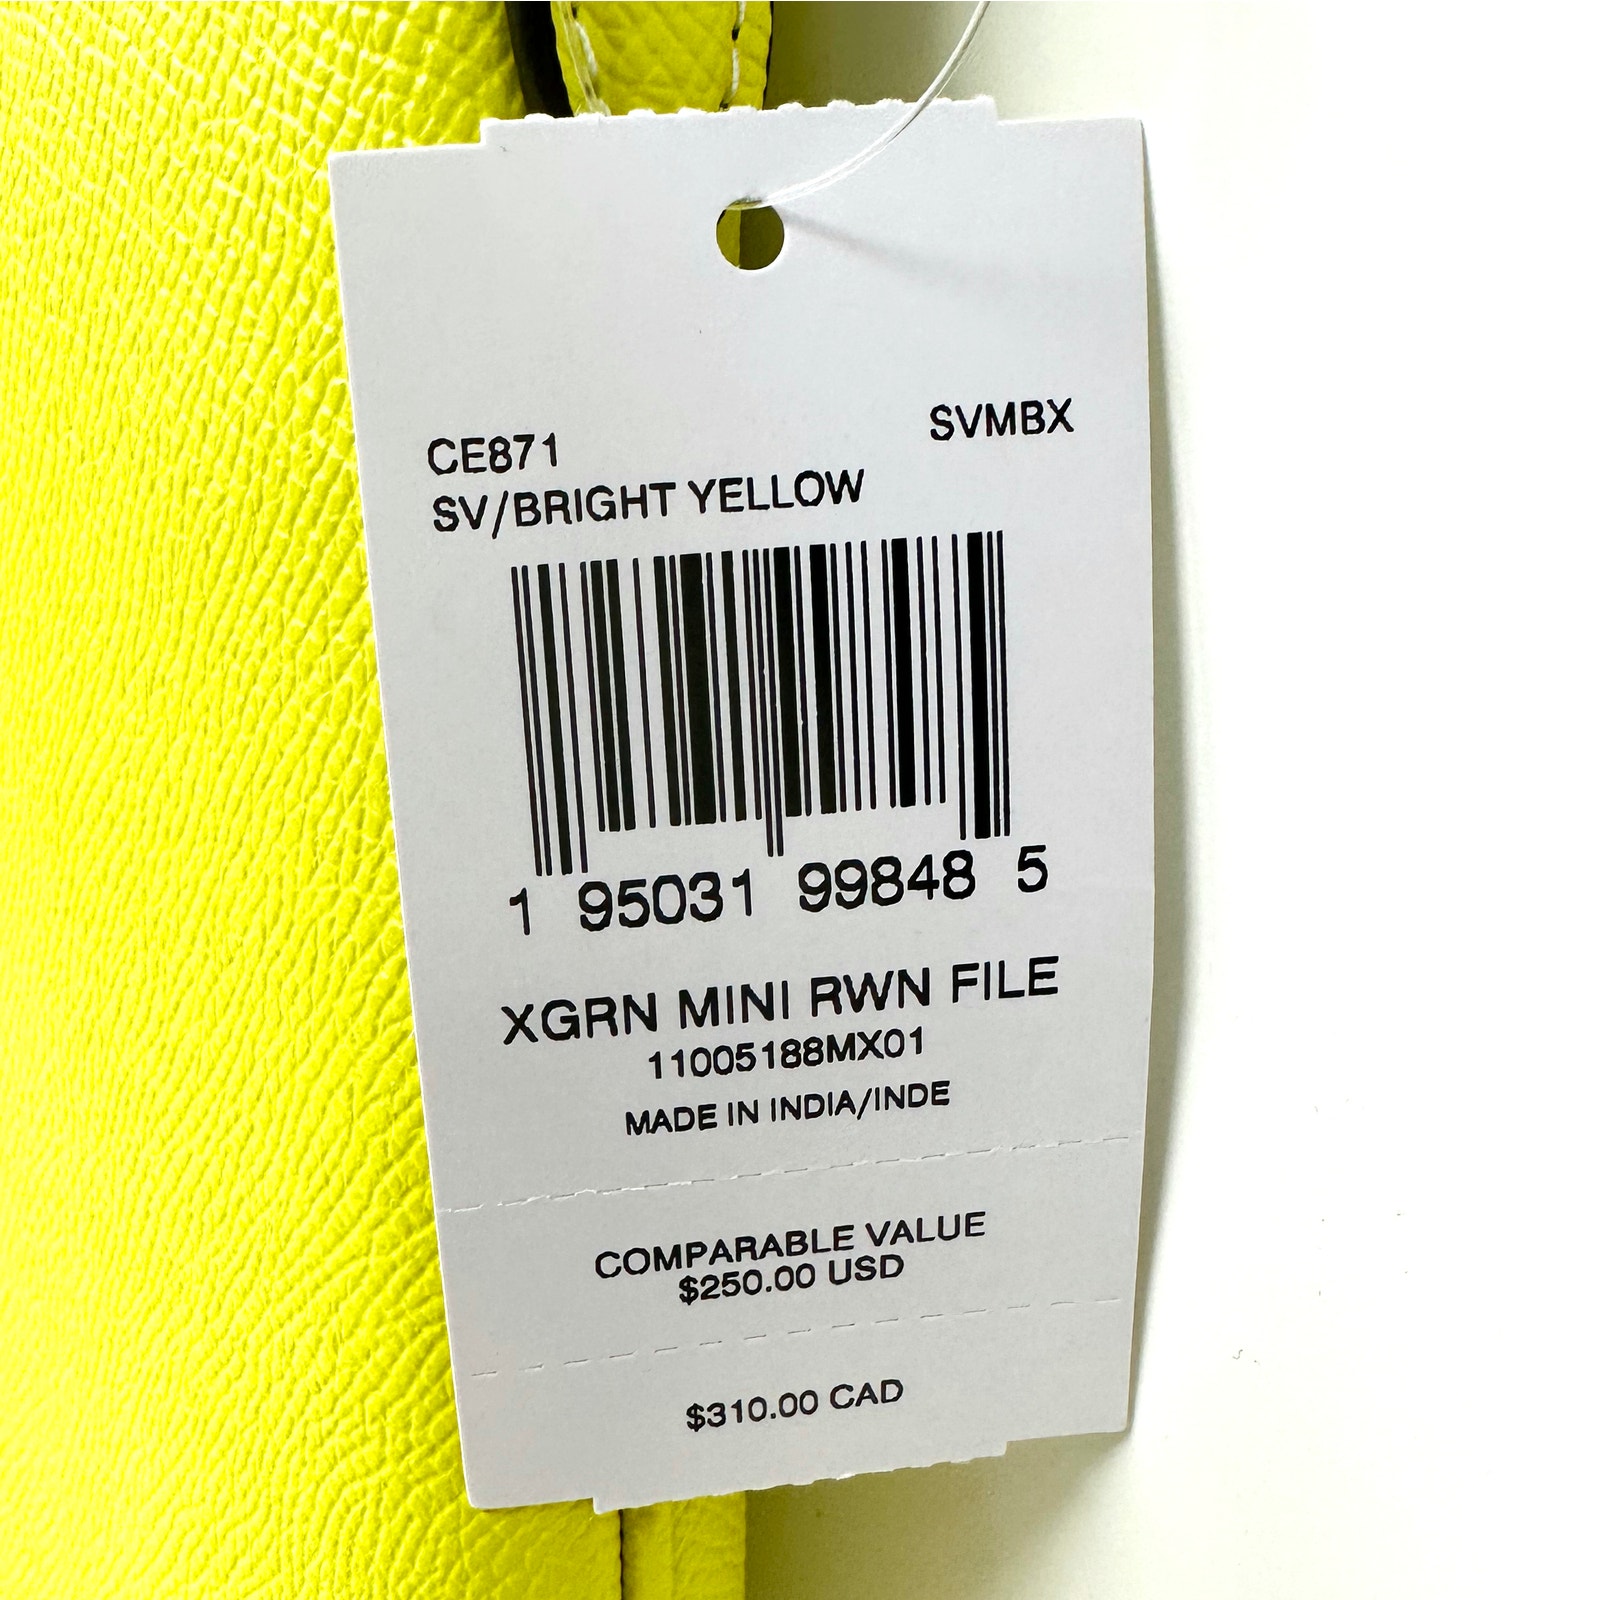 CE871 SVMBX
SV/BRIGHT YELLOW
1 95031 99848 5
XGRN MINI RWN FILE
11005188MX01
MADE IN INDIA/INDE
COMPARABLE VALUE
$250.00 USD
$310.00 CAD